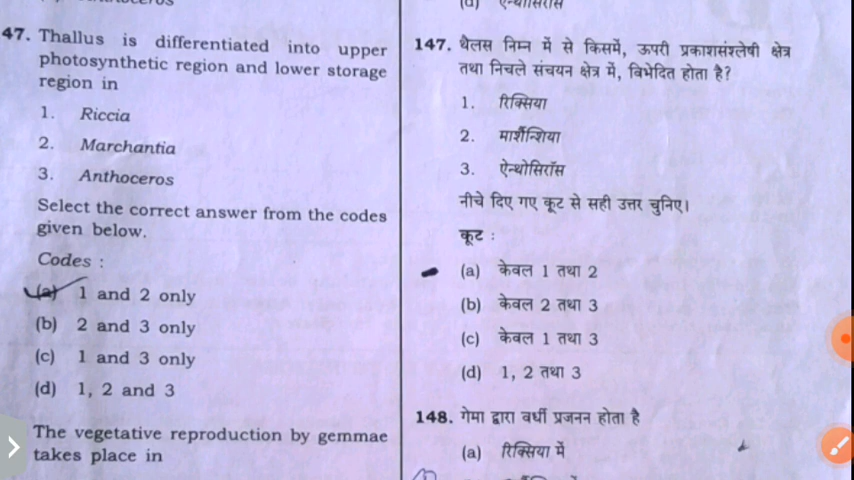 47. Thallus is differentiated into upper
photosynthetic region and lower storage
region in
1. Riccia
2. Marchantia
3. Anthoceros
Select the correct answer from the codes
given below.
Codes :
(a) 1 and 2 only
(b) 2 and 3 only
(c) 1 and 3 only
(d) 1, 2 and 3
The vegetative reproduction by gemmae
takes place in
147. थैलस निम्न में से किसमें, ऊपरी प्रकाशसंश्लेषी क्षेत्र
तथा निचले संचयन क्षेत्र में, विभेदित होता है?
1. रिक्सिया
2. मार्शैन्शिया
3. ऐन्थोसिरॉस
नीचे दिए गए कूट से सही उत्तर चुनिए।
कूट :
(a) केवल 1 तथा 2
(b) केवल 2 तथा 3
(c) केवल 1 तथा 3
(d) 1, 2 तथा 3
148. गेमा द्वारा वर्धी प्रजनन होता है
(a) रिक्सिया में